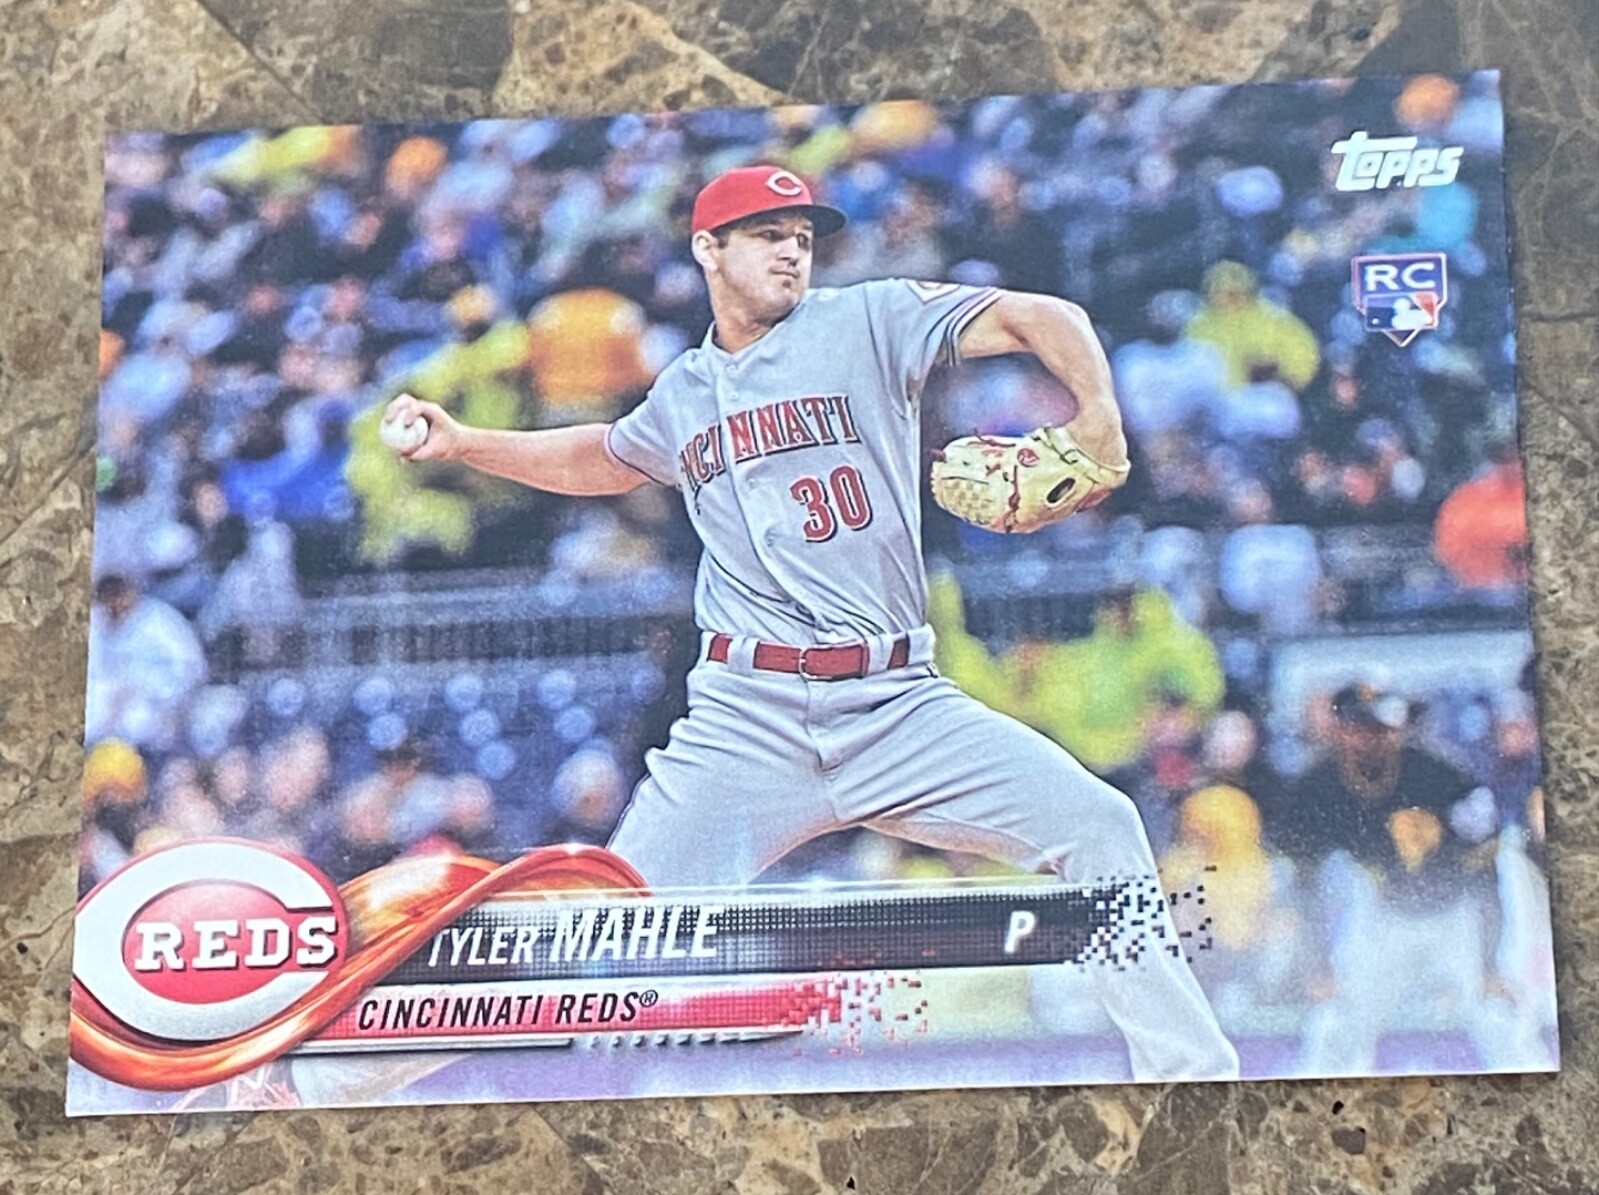 topps
RC
CINCINNATI
30
REDS
TYLER MAHLE P
CINCINNATI REDS®